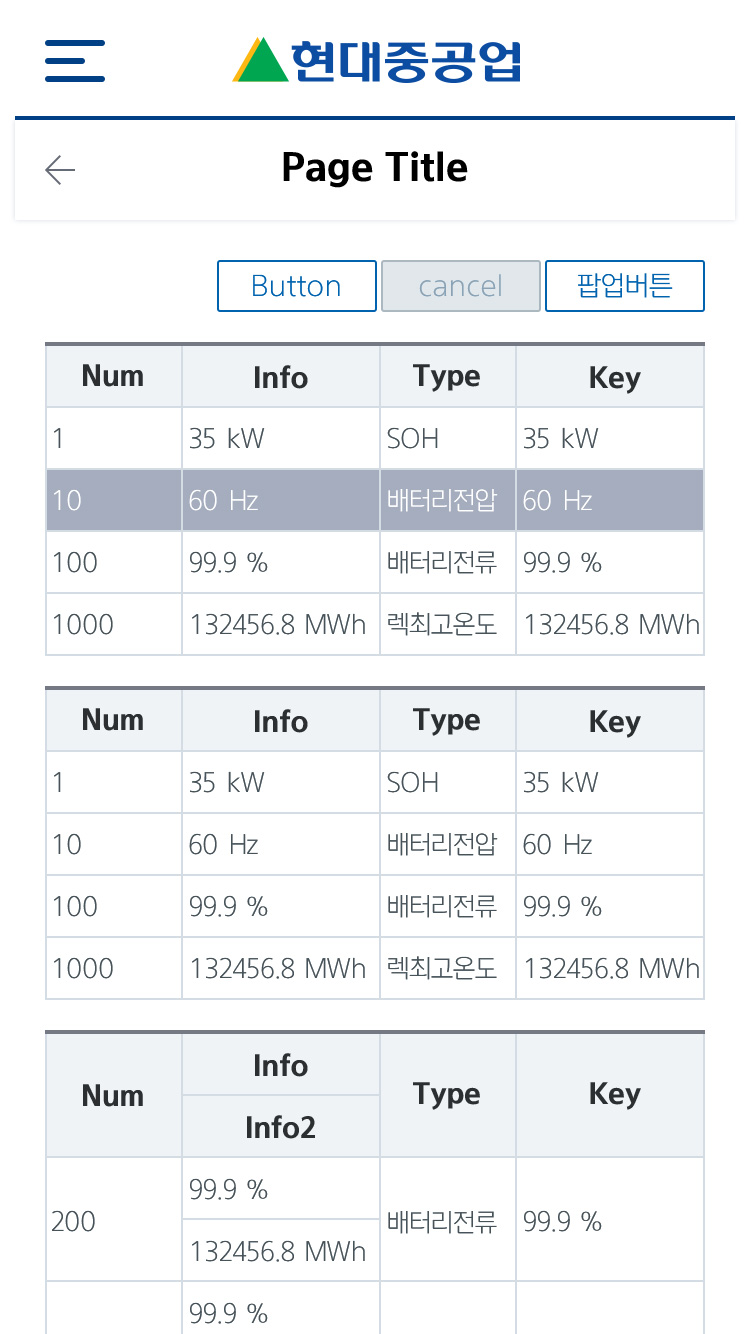 현대중공업
Page Title
Button cancel 팝업버튼
Num Info Type Key
1 35 kW SOH 35 kW
10 60 Hz 배터리전압 60 Hz
100 99.9 % 배터리전류 99.9 %
1000 132456.8 MWh 렉최고온도 132456.8 MWh
Num Info Type Key
1 35 kW SOH 35 kW
10 60 Hz 배터리전압 60 Hz
100 99.9 % 배터리전류 99.9 %
1000 132456.8 MWh 렉최고온도 132456.8 MWh
Num Info Type Key
Info2
200 99.9 % 배터리전류 99.9 %
132456.8 MWh
99.9 %